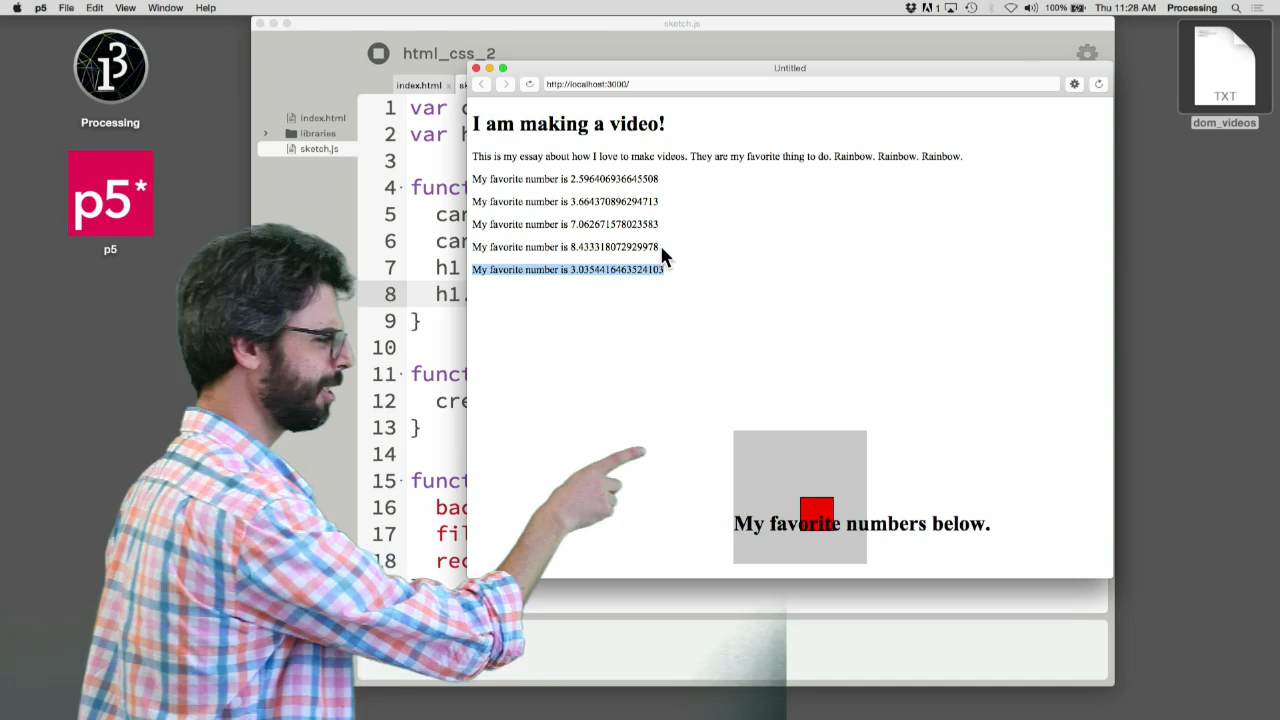 p5 File Edit View Window Help
1 100% Thu 11:28 AM Processing
sketch.js
html_css_2
Untitled
index.html
http://localhost:3000/
index.html
libraries
sketch.js
Processing
p5*
p5
TXT
dom_videos
1 var
2 var
3
4 func
5 ca
6 ca
7 h1
8 h1.
9 }
10
11 func
12 cre
13 }
14
15 func
16 bac
17 fil
18 rec
I am making a video!
This is my essay about how I love to make videos. They are my favorite thing to do. Rainbow. Rainbow. Rainbow.
My favorite number is 2.596406936645508
My favorite number is 3.664370896294713
My favorite number is 7.062671578023583
My favorite number is 8.433318072929978
My favorite number is 3.0354416463524103
My favorite numbers below.